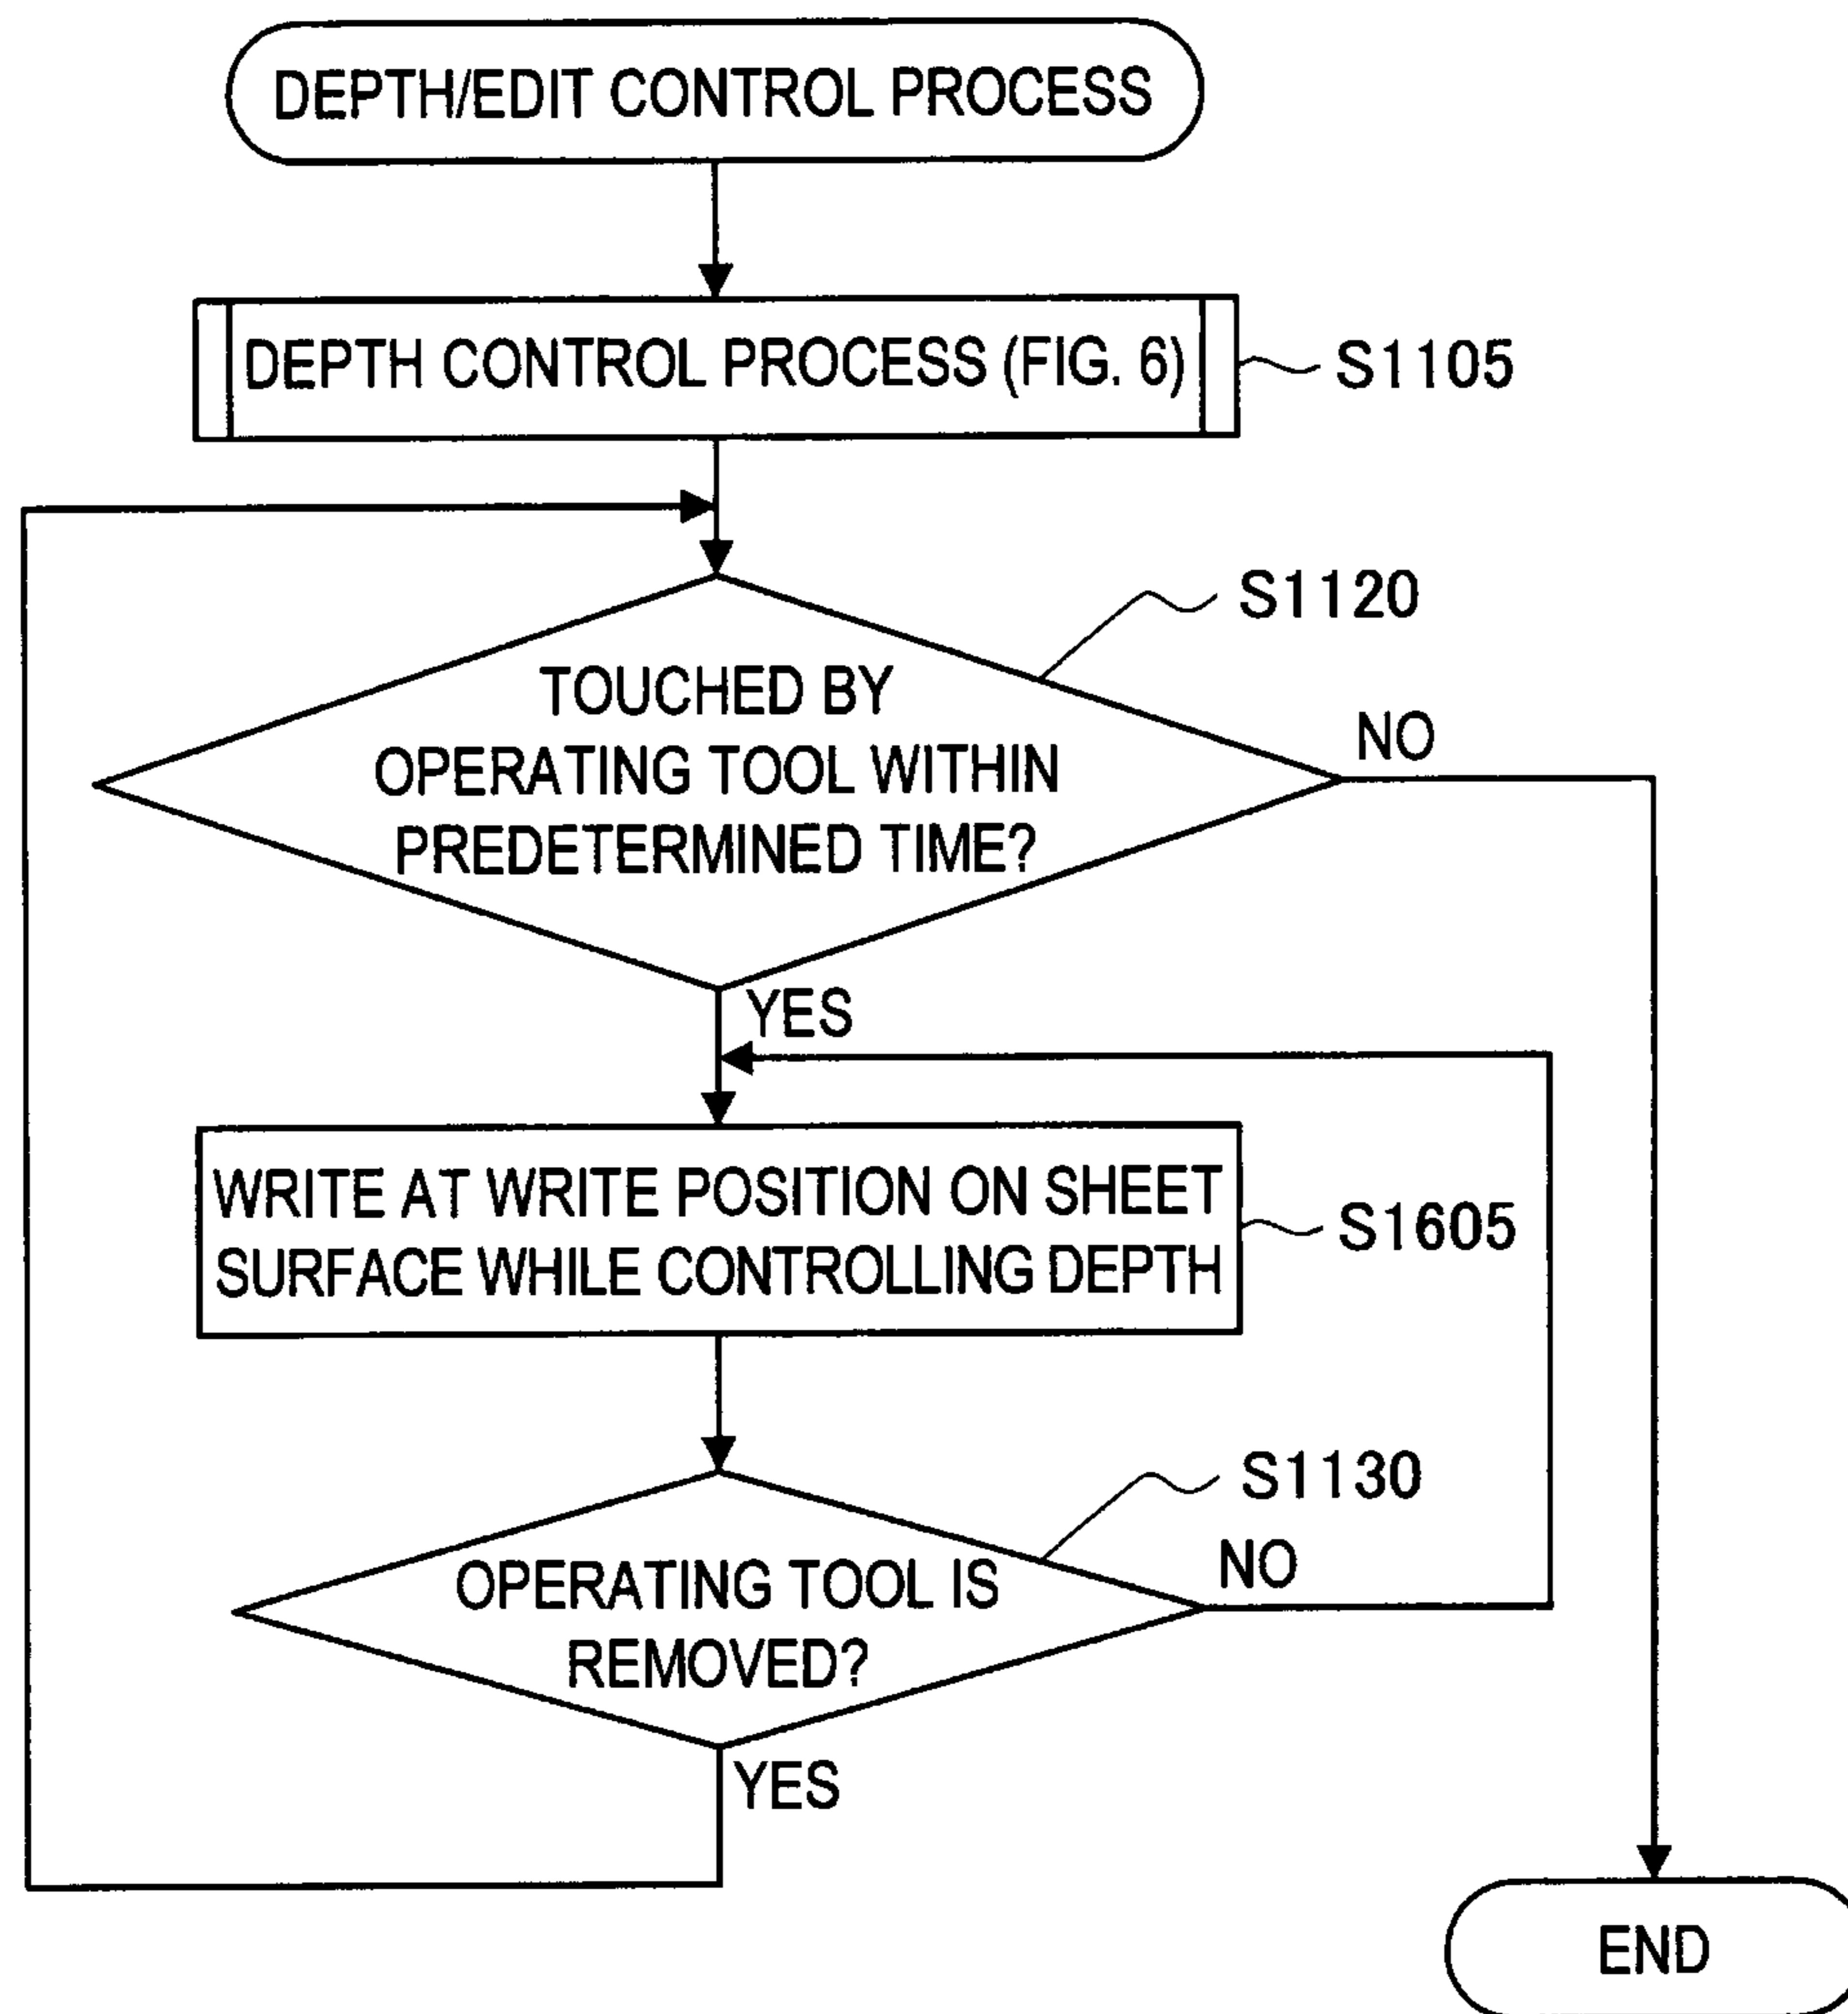 DEPTH/EDIT CONTROL PROCESS
DEPTH CONTROL PROCESS (FIG. 6)
S1105
S1120
TOUCHED BY
OPERATING TOOL WITHIN
PREDETERMINED TIME?
NO
YES
WRITE AT WRITE POSITION ON SHEET
SURFACE WHILE CONTROLLING DEPTH
S1605
S1130
OPERATING TOOL IS
REMOVED?
NO
YES
END